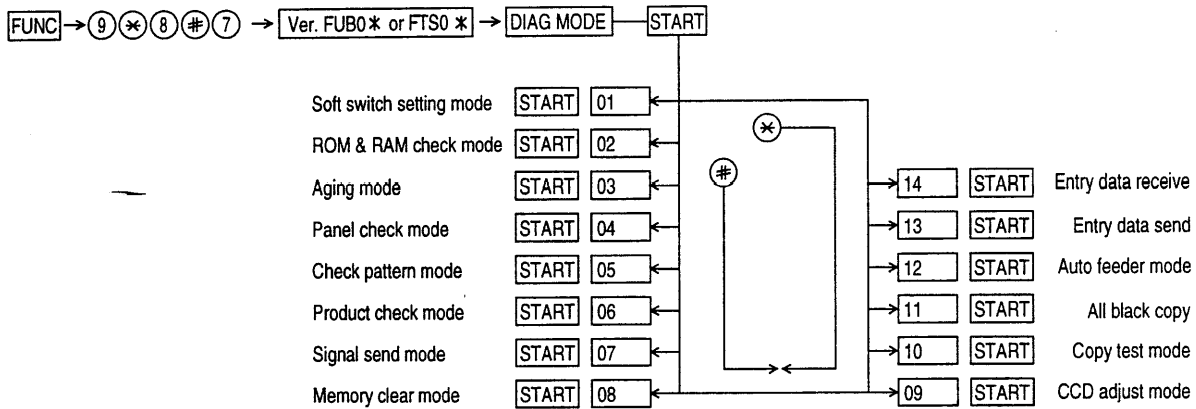 FUNC → 9 * 8 # 7 → Ver. FUB0* or FTS0 * → DIAG MODE START
Soft switch setting mode START 01
*
ROM & RAM check mode START 02
#
Aging mode START 03
14 START Entry data receive
Panel check mode START 04
13 START Entry data send
Check pattern mode START 05
12 START Auto feeder mode
Product check mode START 06
11 START All black copy
Signal send mode START 07
10 START Copy test mode
Memory clear mode START 08
09 START CCD adjust mode